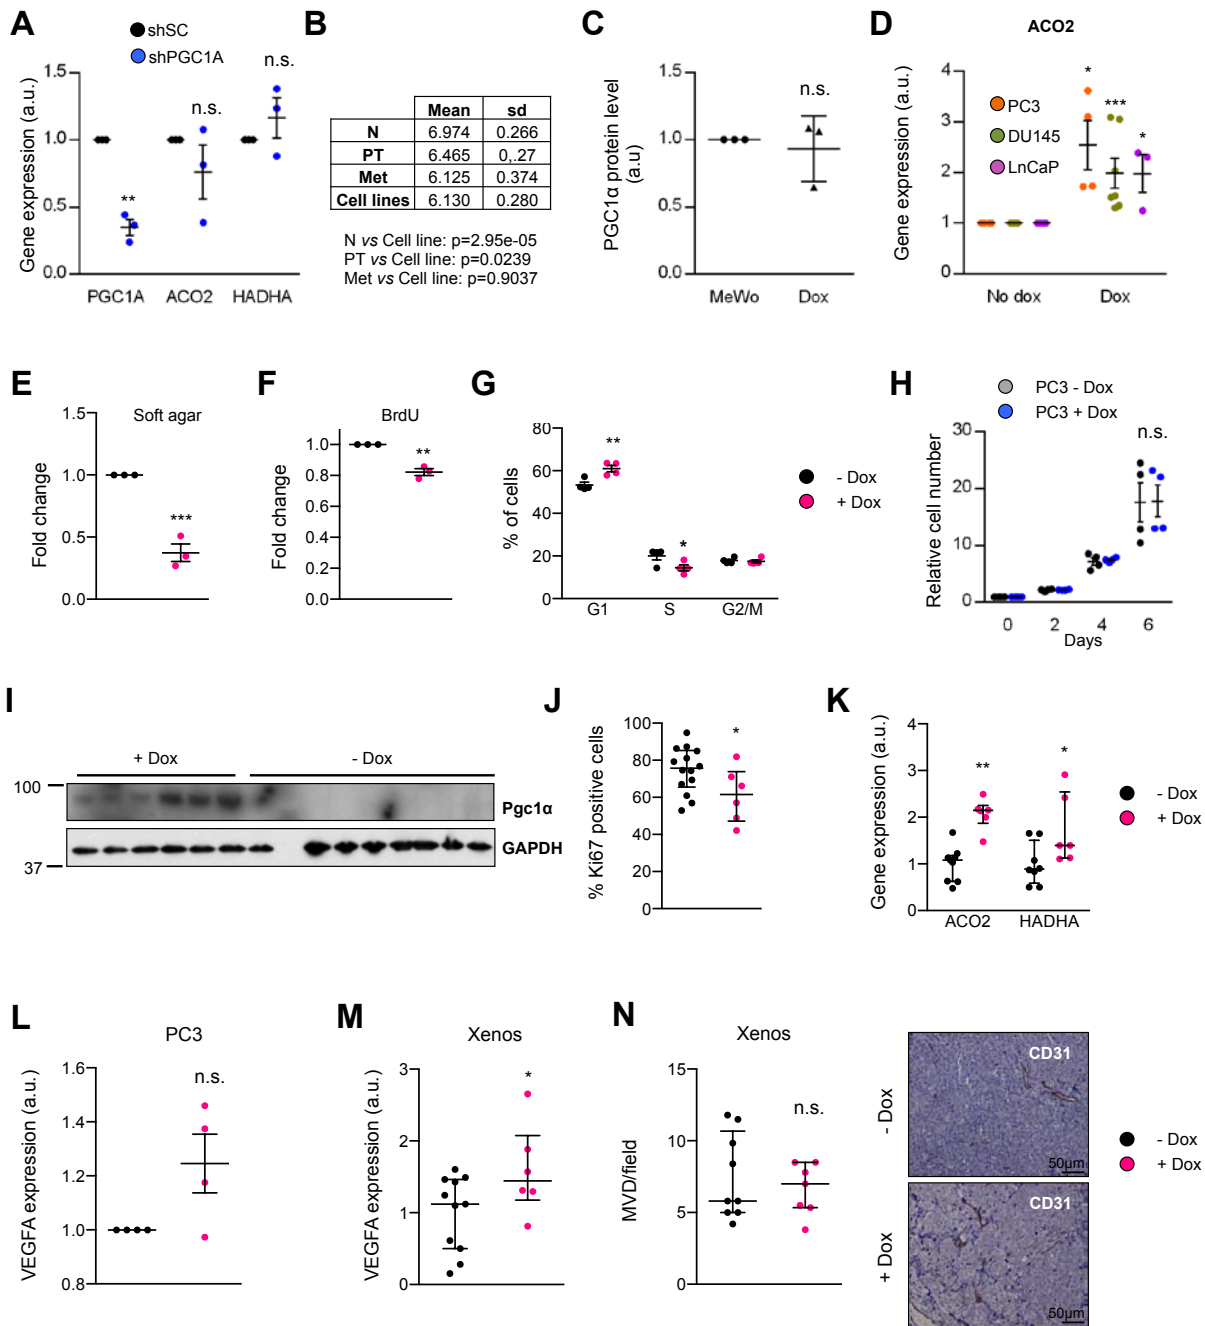 A
shSC
shPGC1A
Gene expression (a.u.)
1.5
1.0
0.5
0.0
**
n.s.
n.s.
PGC1A ACO2 HADHA
B
Mean sd
N 6.974 0.266
PT 6.465 0,.27
Met 6.125 0.374
Cell lines 6.130 0.280
N vs Cell line: p=2.95e-05
PT vs Cell line: p=0.0239
Met vs Cell line: p=0.9037
C
PGC1α protein level
(a.u)
1.5
1.0
0.5
0.0
n.s.
MeWo Dox
D
ACO2
Gene expression (a.u.)
4
3
2
1
0
PC3
DU145
LnCaP
*
***
*
No dox Dox
E
Soft agar
Fold change
1.5
1.0
0.5
0.0
***
F
BrdU
Fold change
1.0
0.8
0.6
0.4
0.2
0.0
**
G
% of cells
80
60
40
20
0
**
*
G1 S G2/M
- Dox
+ Dox
H
PC3 - Dox
PC3 + Dox
Relative cell number
30
20
10
0
n.s.
0 2 4 6
Days
I
+ Dox - Dox
100
Pgc1α
GAPDH
37
J
% Ki67 positive cells
100
80
60
40
20
0
*
K
Gene expression (a.u.)
4
3
2
1
0
**
*
ACO2 HADHA
- Dox
+ Dox
L
PC3
VEGFA expression (a.u.)
1.6
1.4
1.2
1.0
0.8
n.s.
M
Xenos
VEGFA expression (a.u.)
3
2
1
0
*
N
Xenos
MVD/field
15
10
5
0
n.s.
- Dox
CD31
50µm
+ Dox
CD31
50µm
- Dox
+ Dox